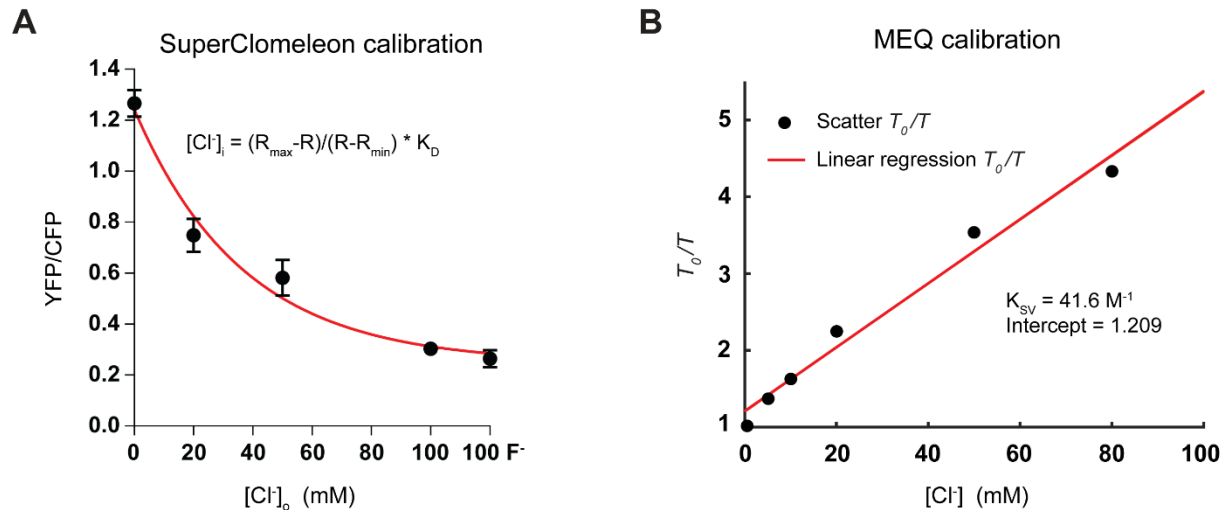 A
SuperClomeleon calibration
1.4
1.2
1.0
0.8
0.6
0.4
0.2
0.0
YFP/CFP
[Cl-]i = (Rmax-R)/(R-Rmin) * KD
0 20 40 60 80 100 100 F-
[Cl-]o (mM)
B
MEQ calibration
5
4
3
2
1
T0/T
Scatter T0/T
Linear regression T0/T
KSV = 41.6 M-1
Intercept = 1.209
0 20 40 60 80 100
[Cl-] (mM)